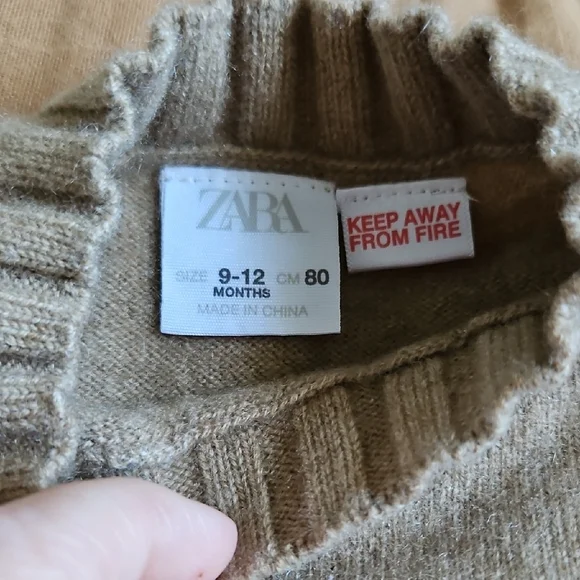 ZARA
SIZE 9-12 CM 80
MONTHS
MADE IN CHINA
KEEP AWAY
FROM FIRE